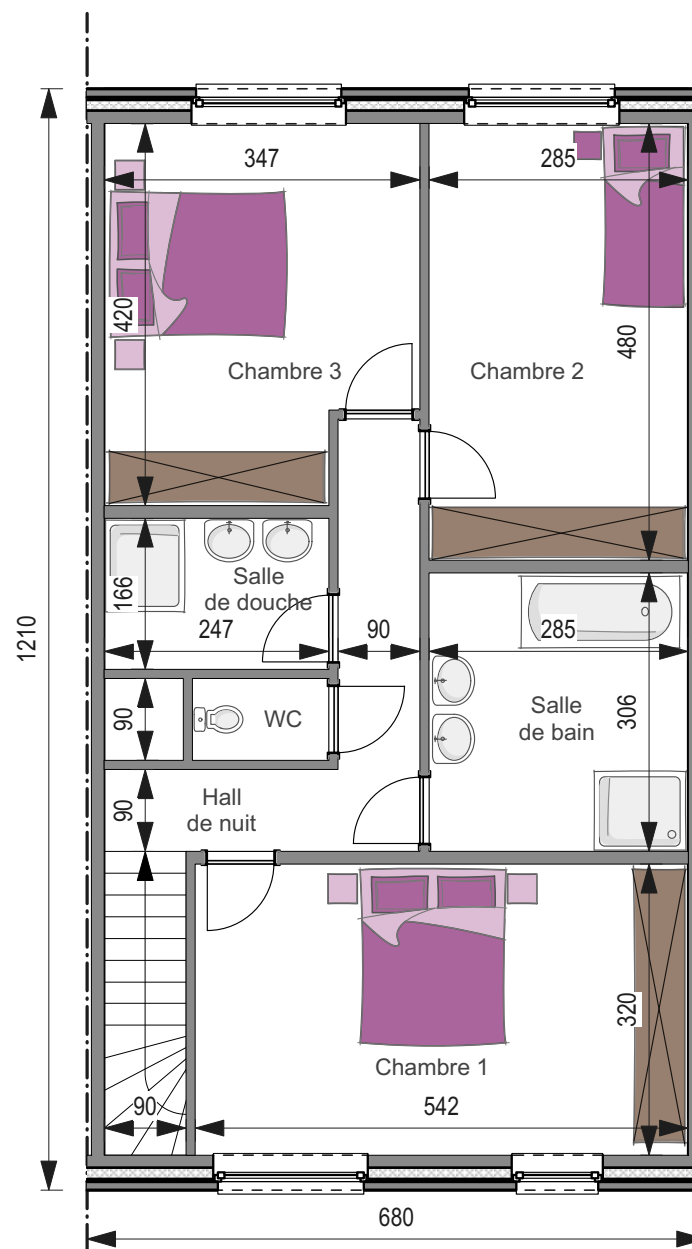 347
285
420
480
Chambre 3
Chambre 2
166
Salle
de douche
247
90
285
1210
90
WC
Salle
de bain
306
90
Hall
de nuit
320
Chambre 1
90
542
680